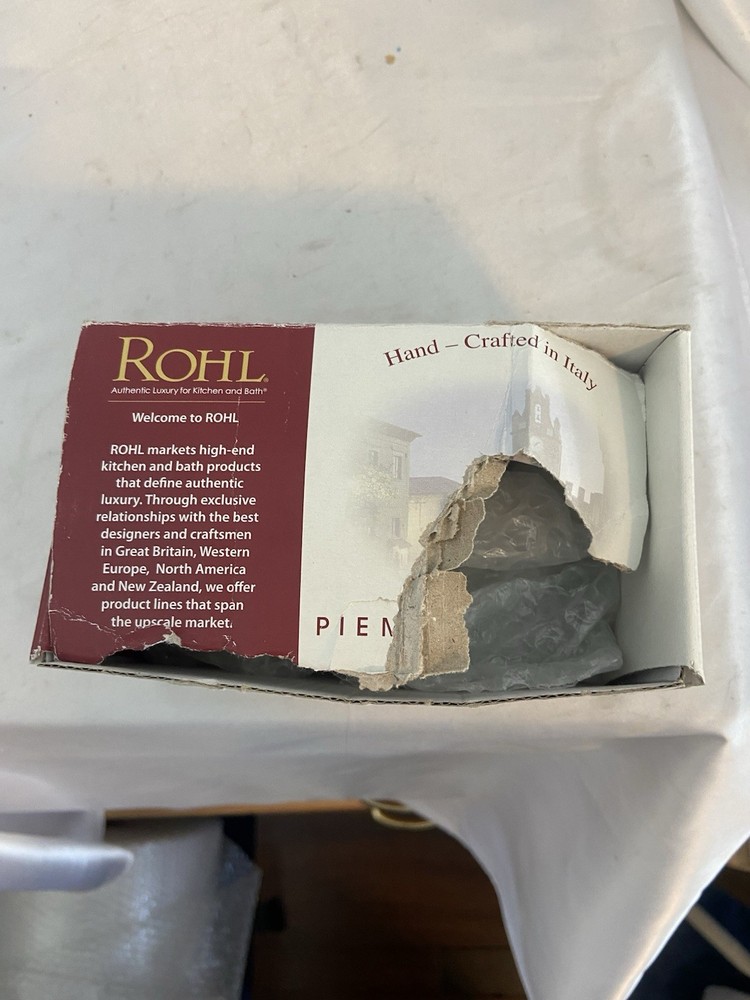 ROHL®
Authentic Luxury for Kitchen and Bath®
Welcome to ROHL
ROHL markets high-end
kitchen and bath products
that define authentic
luxury. Through exclusive
relationships with the best
designers and craftsmen
in Great Britain, Western
Europe, North America
and New Zealand, we offer
product lines that span
the upscale market.
Hand – Crafted in Italy
PIEM